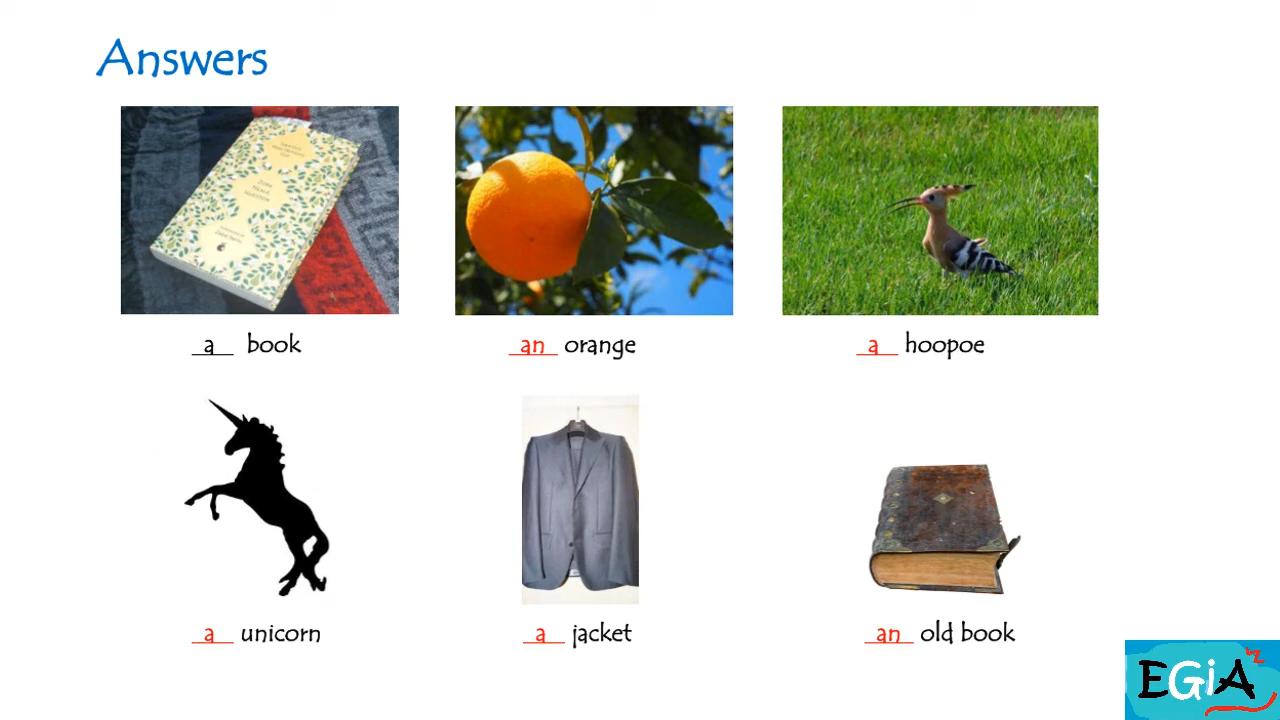 Answers
a book
an orange
a hoopoe
a unicorn
a jacket
an old book
EGiA